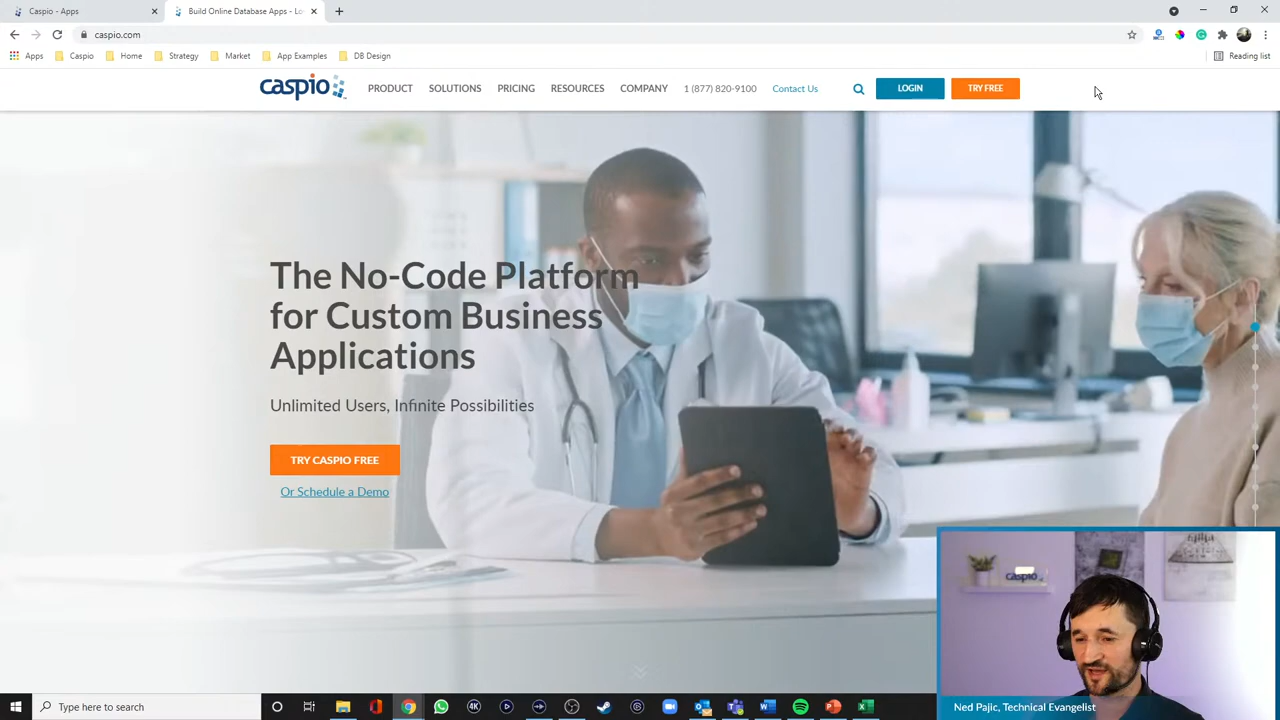 Caspio - Apps
Build Online Database Apps - Lo
caspio.com
Apps
Caspio
Home
Strategy
Market
App Examples
DB Design
Reading list
caspio
PRODUCT
SOLUTIONS
PRICING
RESOURCES
COMPANY
1 (877) 820-9100
Contact Us
LOGIN
TRY FREE
The No-Code Platform
for Custom Business
Applications
Unlimited Users, Infinite Possibilities
TRY CASPIO FREE
Or Schedule a Demo
caspio
Ned Pajic, Technical Evangelist
Type here to search